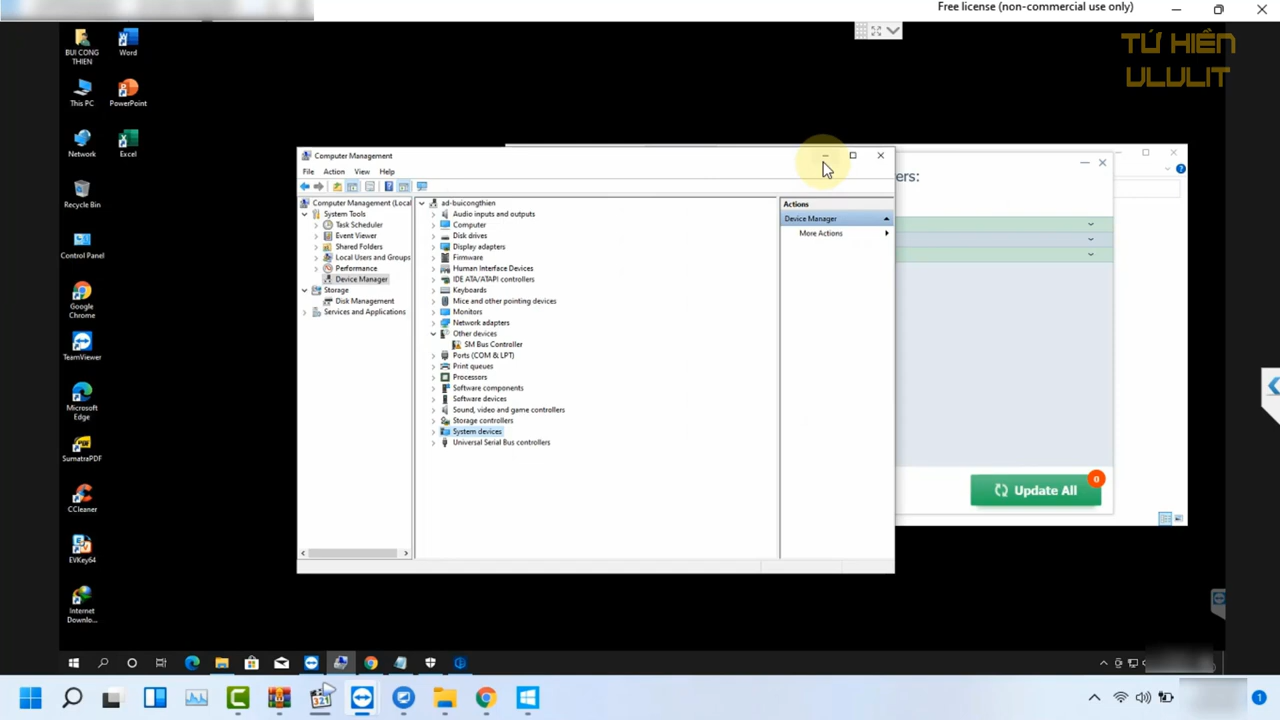 Free license (non-commercial use only)
TỨ HIỀN
ULULIT
BUI CONG
THIEN
Word
This PC
PowerPoint
Network
Excel
Recycle Bin
Control Panel
Google
Chrome
TeamViewer
Microsoft
Edge
SumatraPDF
CCleaner
EVKey64
Internet
Downlo...
Computer Management
File Action View Help
Computer Management (Local
System Tools
Task Scheduler
Event Viewer
Shared Folders
Local Users and Groups
Performance
Device Manager
Storage
Disk Management
Services and Applications
ad-buicongthien
Audio inputs and outputs
Computer
Disk drives
Display adapters
Firmware
Human Interface Devices
IDE ATA/ATAPI controllers
Keyboards
Mice and other pointing devices
Monitors
Network adapters
Other devices
SM Bus Controller
Ports (COM & LPT)
Print queues
Processors
Software components
Software devices
Sound, video and game controllers
Storage controllers
System devices
Universal Serial Bus controllers
Actions
Device Manager
More Actions
ers:
Update All
0
321
1